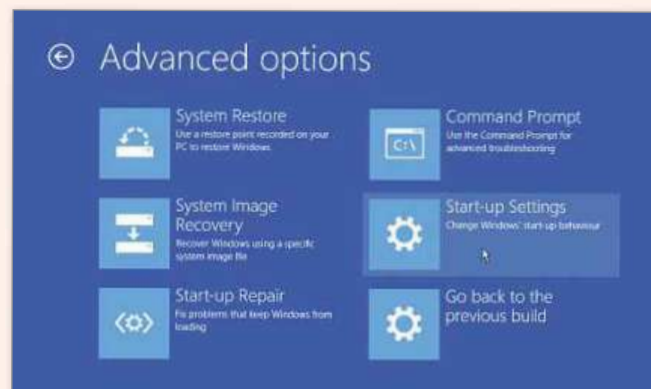 Advanced options
System Restore
Use a restore point recorded on your
PC to restore Windows
Command Prompt
Use the Command Prompt for
advanced troubleshooting
C:\
System Image
Recovery
Recover Windows using a specific
system image file
Start-up Settings
Change Windows' start-up behaviour
Start-up Repair
Fix problems that keep Windows from
loading
Go back to the
previous build